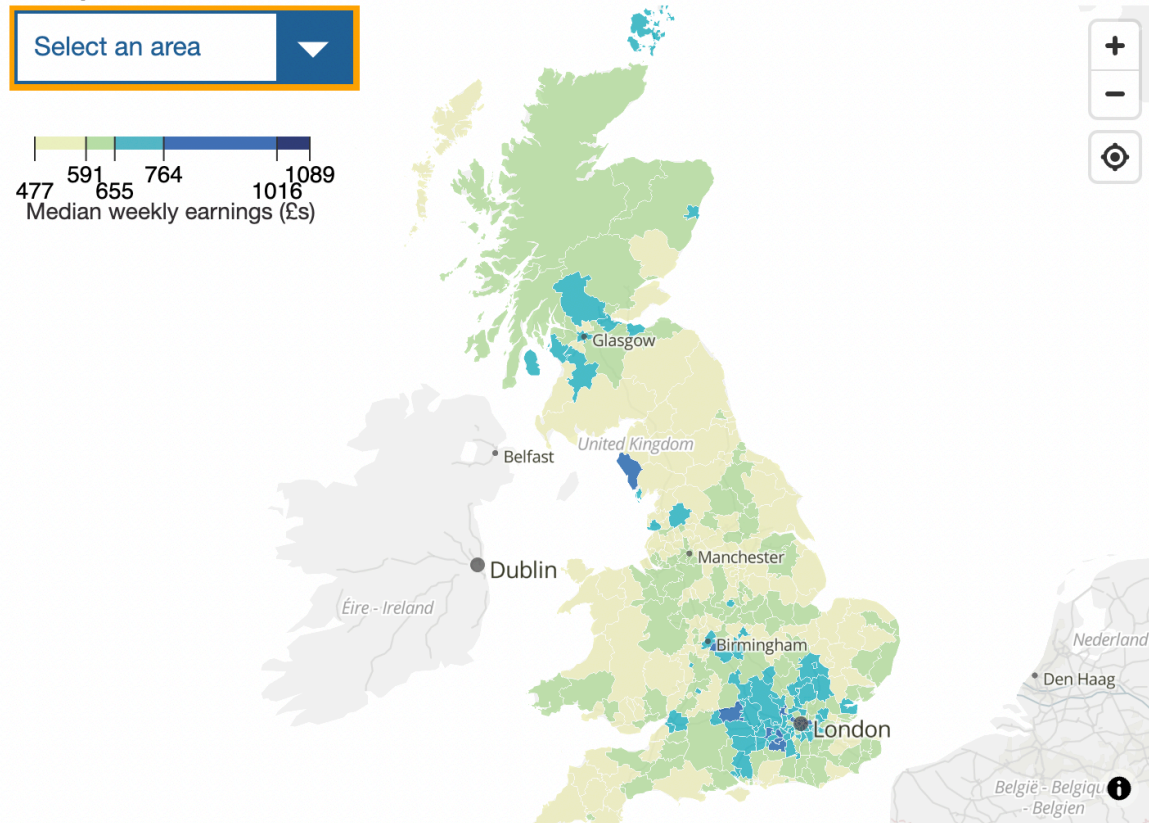 Select an area
477
591
655
764
1016
1089
Median weekly earnings (£s)
Glasgow
United Kingdom
Belfast
Manchester
Dublin
Éire - Ireland
Birmingham
Nederland
Den Haag
London
België - Belgiqu
- Belgien